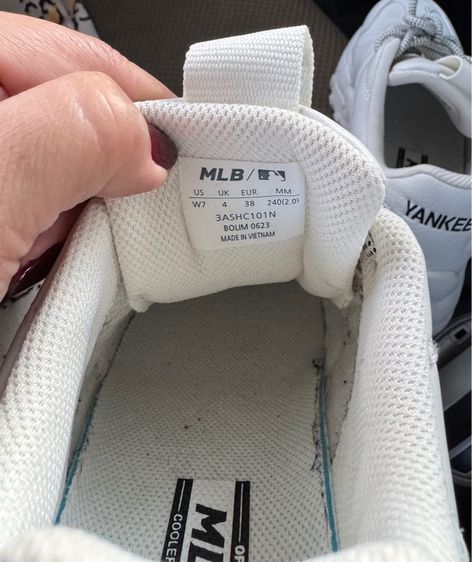 MLB /
US UK EUR MM
W7 4 38 240(2.0)
3ASHC101N
BOLIM 0623
MADE IN VIETNAM
YANKEE
ML
COOLER